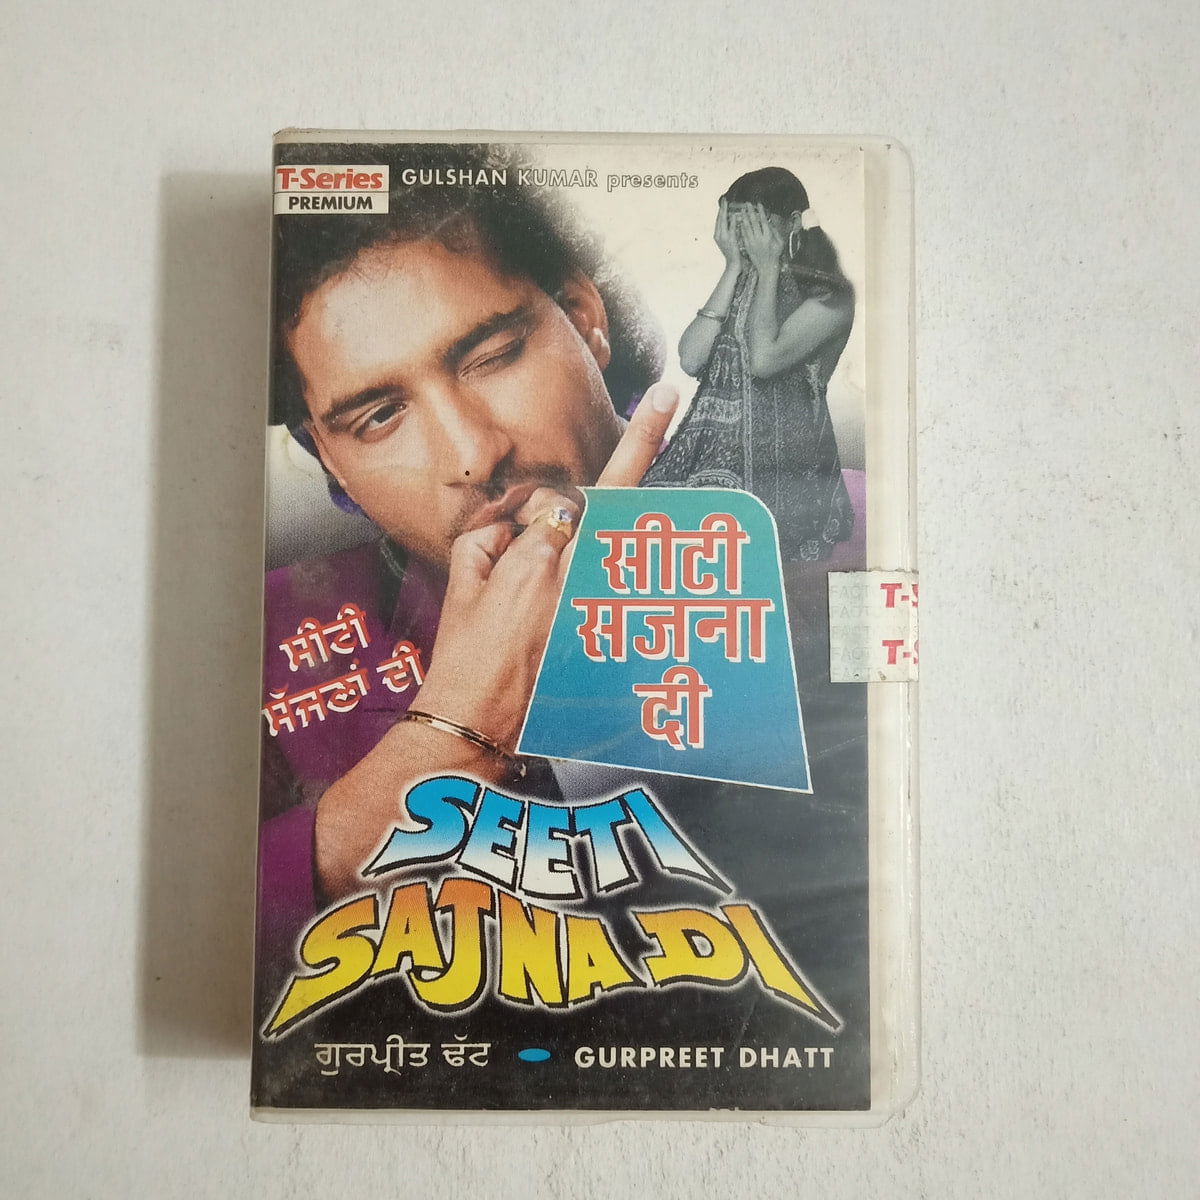 T-Series
PREMIUM
GULSHAN KUMAR presents
सीटी
सजना
दी
ਸੀਟੀ
ਸੱਜਣਾਂ ਦੀ
T-S
T-S
SEETI
SAJNA DI
ਗੁਰਪ੍ਰੀਤ ਢੱਟ
GURPREET DHATT